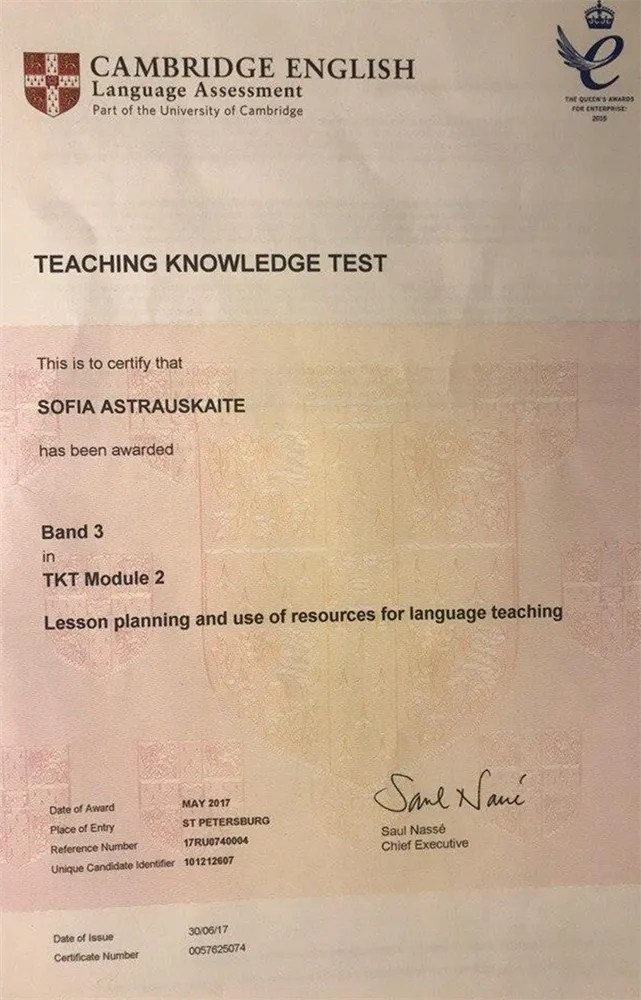 CAMBRIDGE ENGLISH
Language Assessment
Part of the University of Cambridge
THE QUEEN'S AWARDS
FOR ENTERPRISE:
2015
TEACHING KNOWLEDGE TEST
This is to certify that
SOFIA ASTRAUSKAITE
has been awarded
Band 3
in
TKT Module 2
Lesson planning and use of resources for language teaching
Date of Award MAY 2017
Place of Entry ST PETERSBURG
Reference Number 17RU0740004
Unique Candidate Identifier 101212607
Saul Nassé
Saul Nassé
Chief Executive
Date of Issue 30/06/17
Certificate Number 0057625074